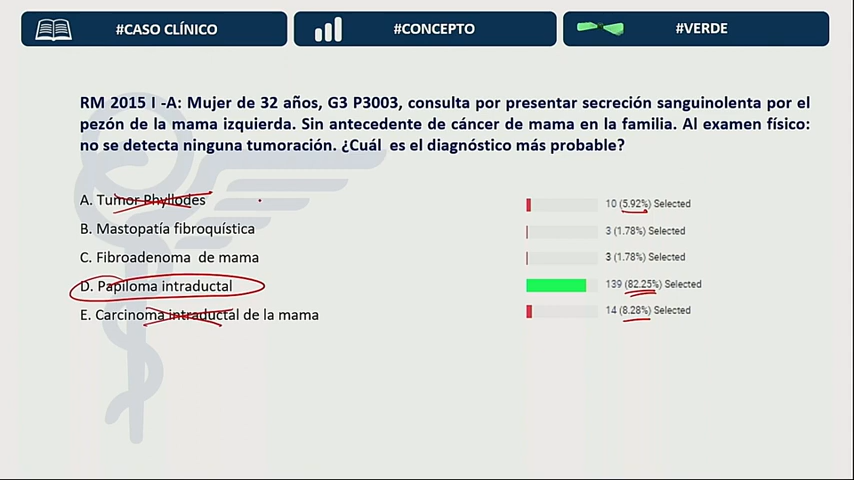 #CASO CLÍNICO
#CONCEPTO
#VERDE
RM 2015 I -A: Mujer de 32 años, G3 P3003, consulta por presentar secreción sanguinolenta por el
pezón de la mama izquierda. Sin antecedente de cáncer de mama en la familia. Al examen físico:
no se detecta ninguna tumoración. ¿Cuál es el diagnóstico más probable?
A. Tumor Phyllodes
10 (5.92%) Selected
B. Mastopatía fibroquística
3 (1.78%) Selected
C. Fibroadenoma de mama
3 (1.78%) Selected
D. Papiloma intraductal
139 (82.25%) Selected
E. Carcinoma intraductal de la mama
14 (8.28%) Selected